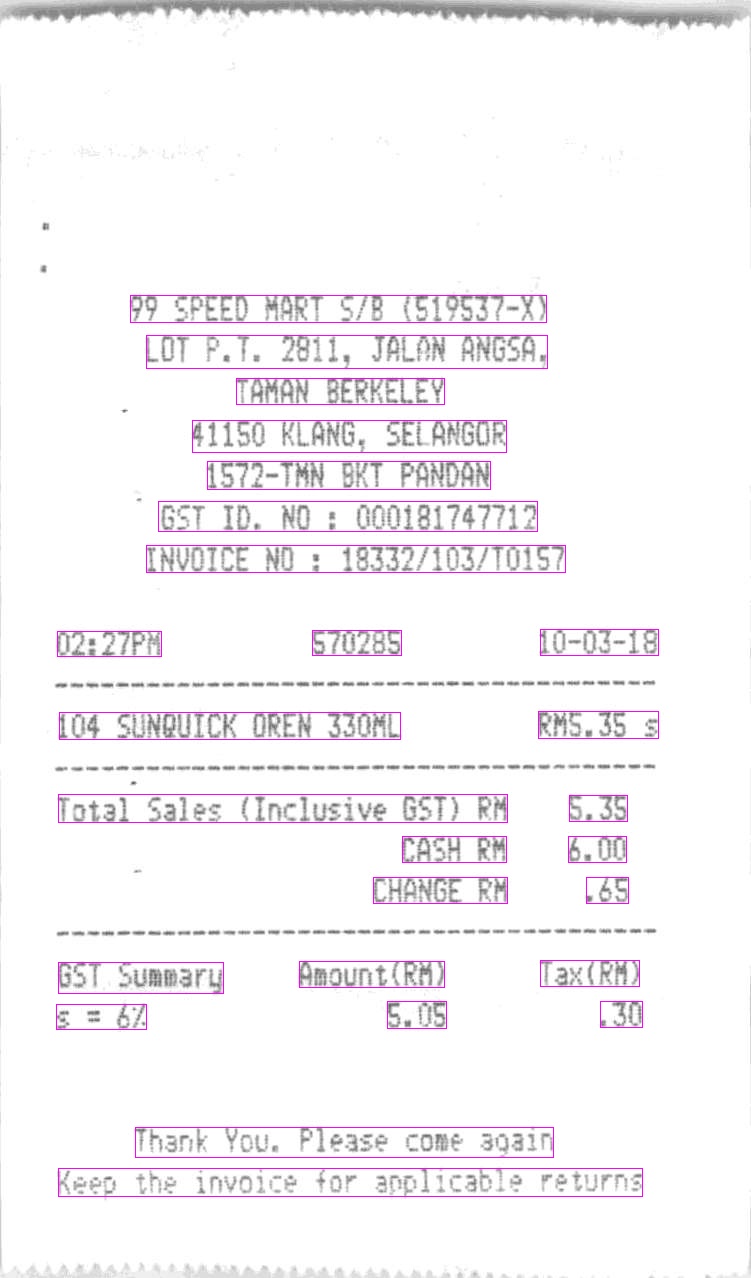 99 SPEED MART S/B (519537-X)
LOT P.T. 2811, JALAN ANGSA,
TAMAN BERKELEY
41150 KLANG, SELANGOR
1572-TMN BKT PANDAN
GST ID. NO : 000181747712
INVOICE NO : 18332/103/T0157
02:27PM 570285 10-03-18
104 SUNQUICK OREN 330ML RM5.35 s
Total Sales (Inclusive GST) RM 5.35
CASH RM 6.00
CHANGE RM .65
GST Summary Amount(RM) Tax(RM)
s = 6% 5.05 .30
Thank You. Please come again
Keep the invoice for applicable returns